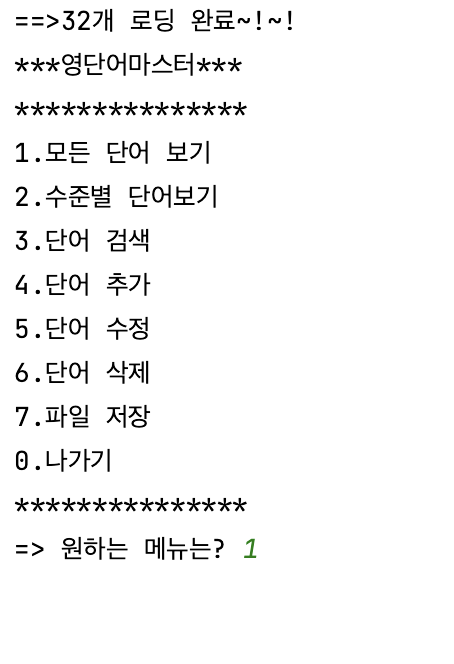 ==>32개 로딩 완료~!~!
***영단어마스터***
***************
1.모든 단어 보기
2.수준별 단어보기
3.단어 검색
4.단어 추가
5.단어 수정
6.단어 삭제
7.파일 저장
0.나가기
***************
=> 원하는 메뉴는? 1